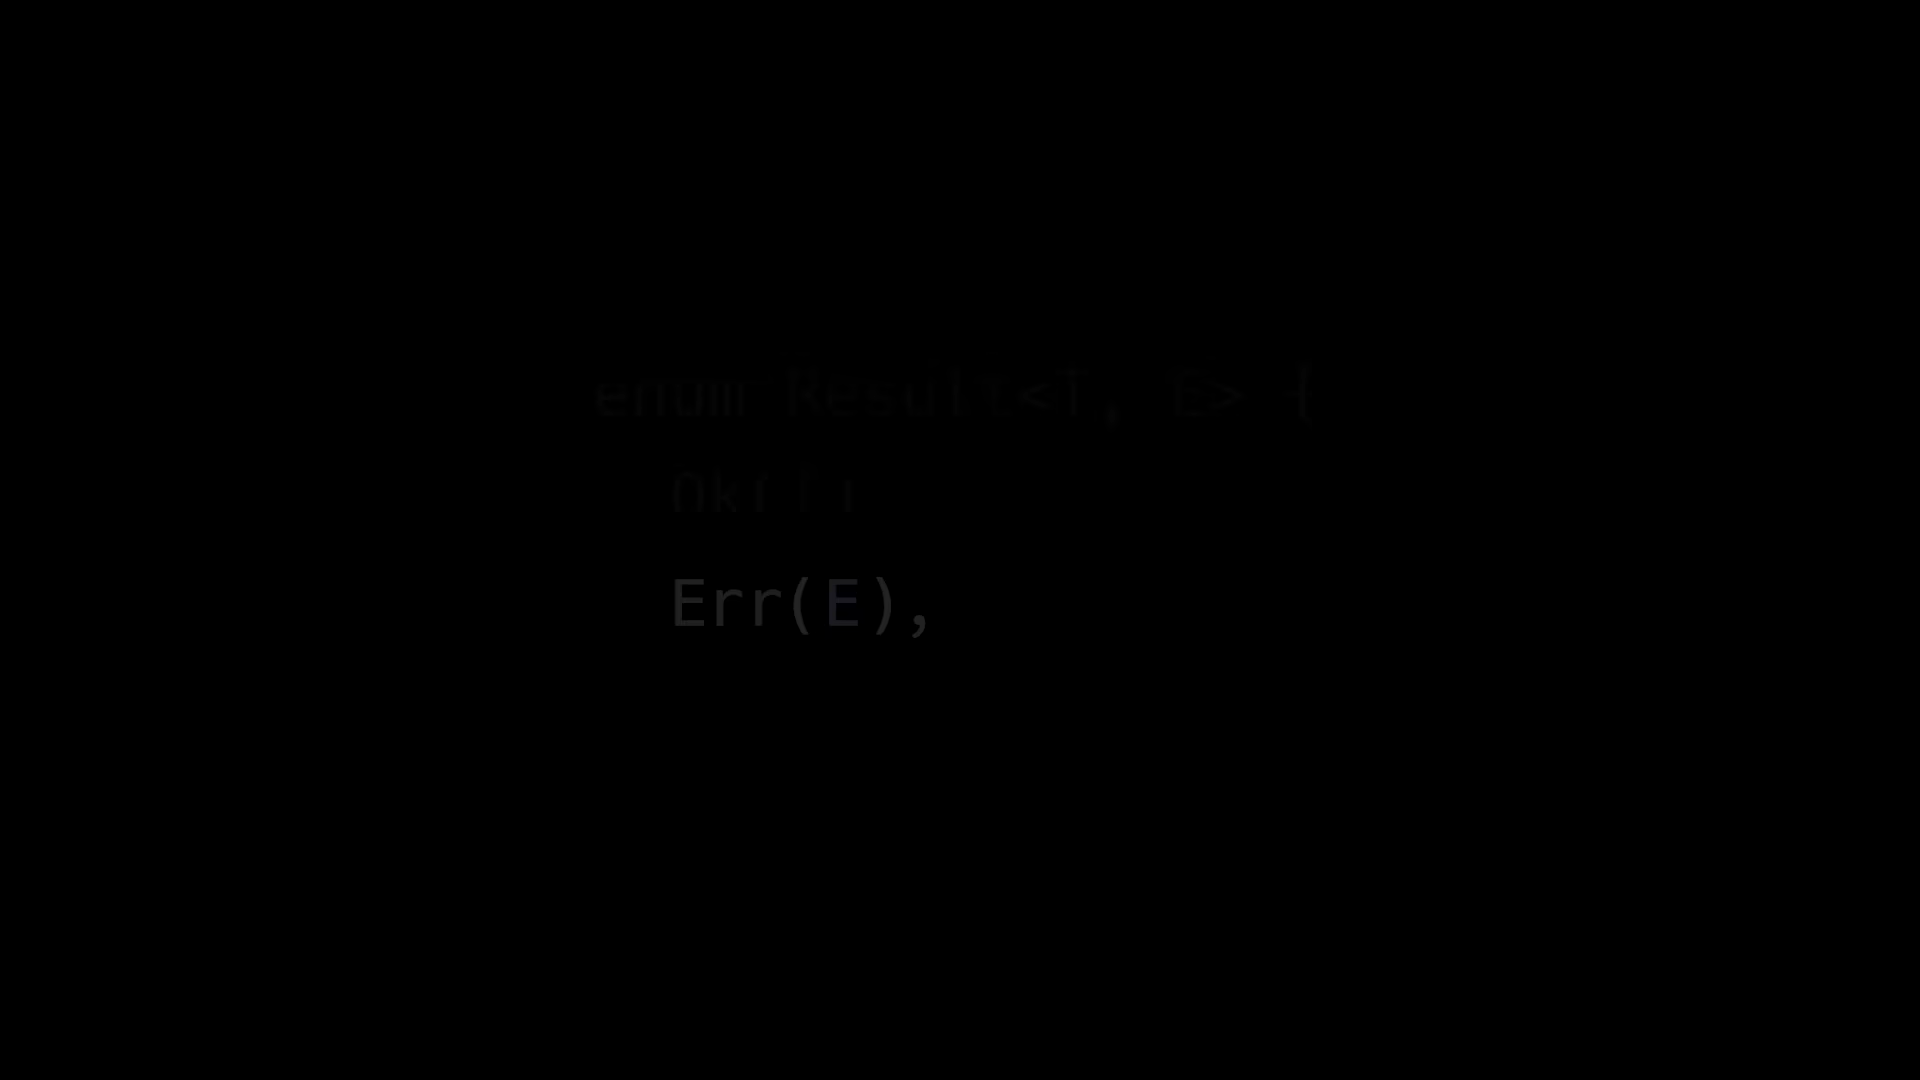 enum Result<T, E> {
Err(E),